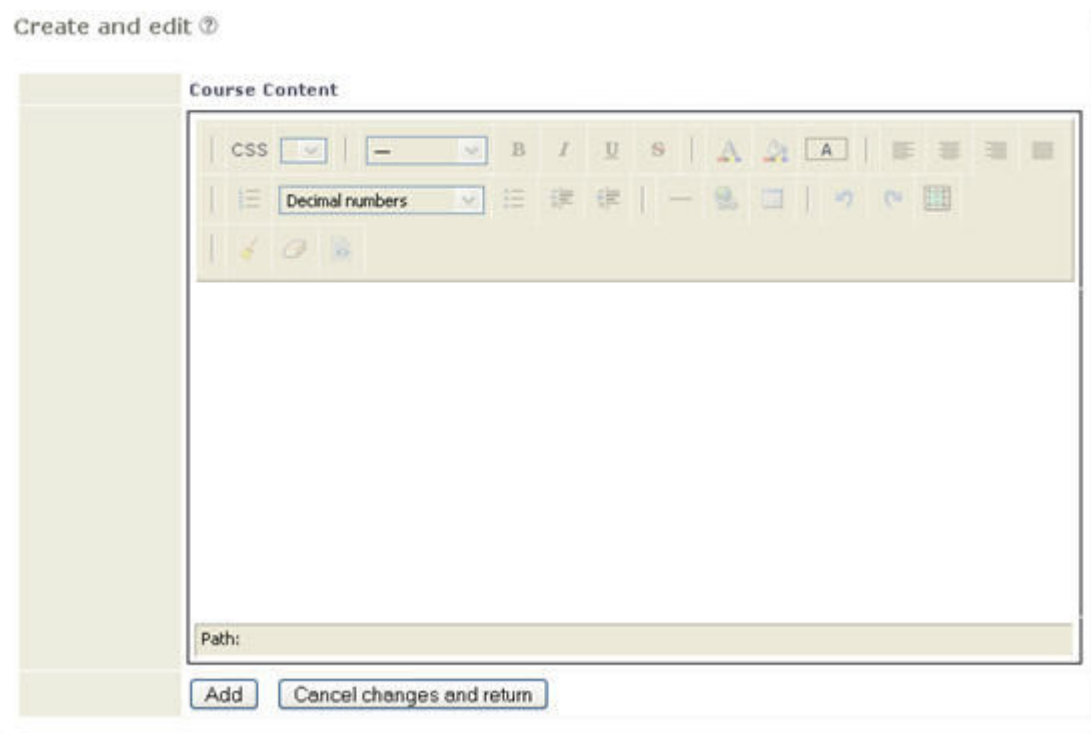 Create and edit ?
Course Content
CSS — B I U S A A
Decimal numbers
Path:
Add Cancel changes and return